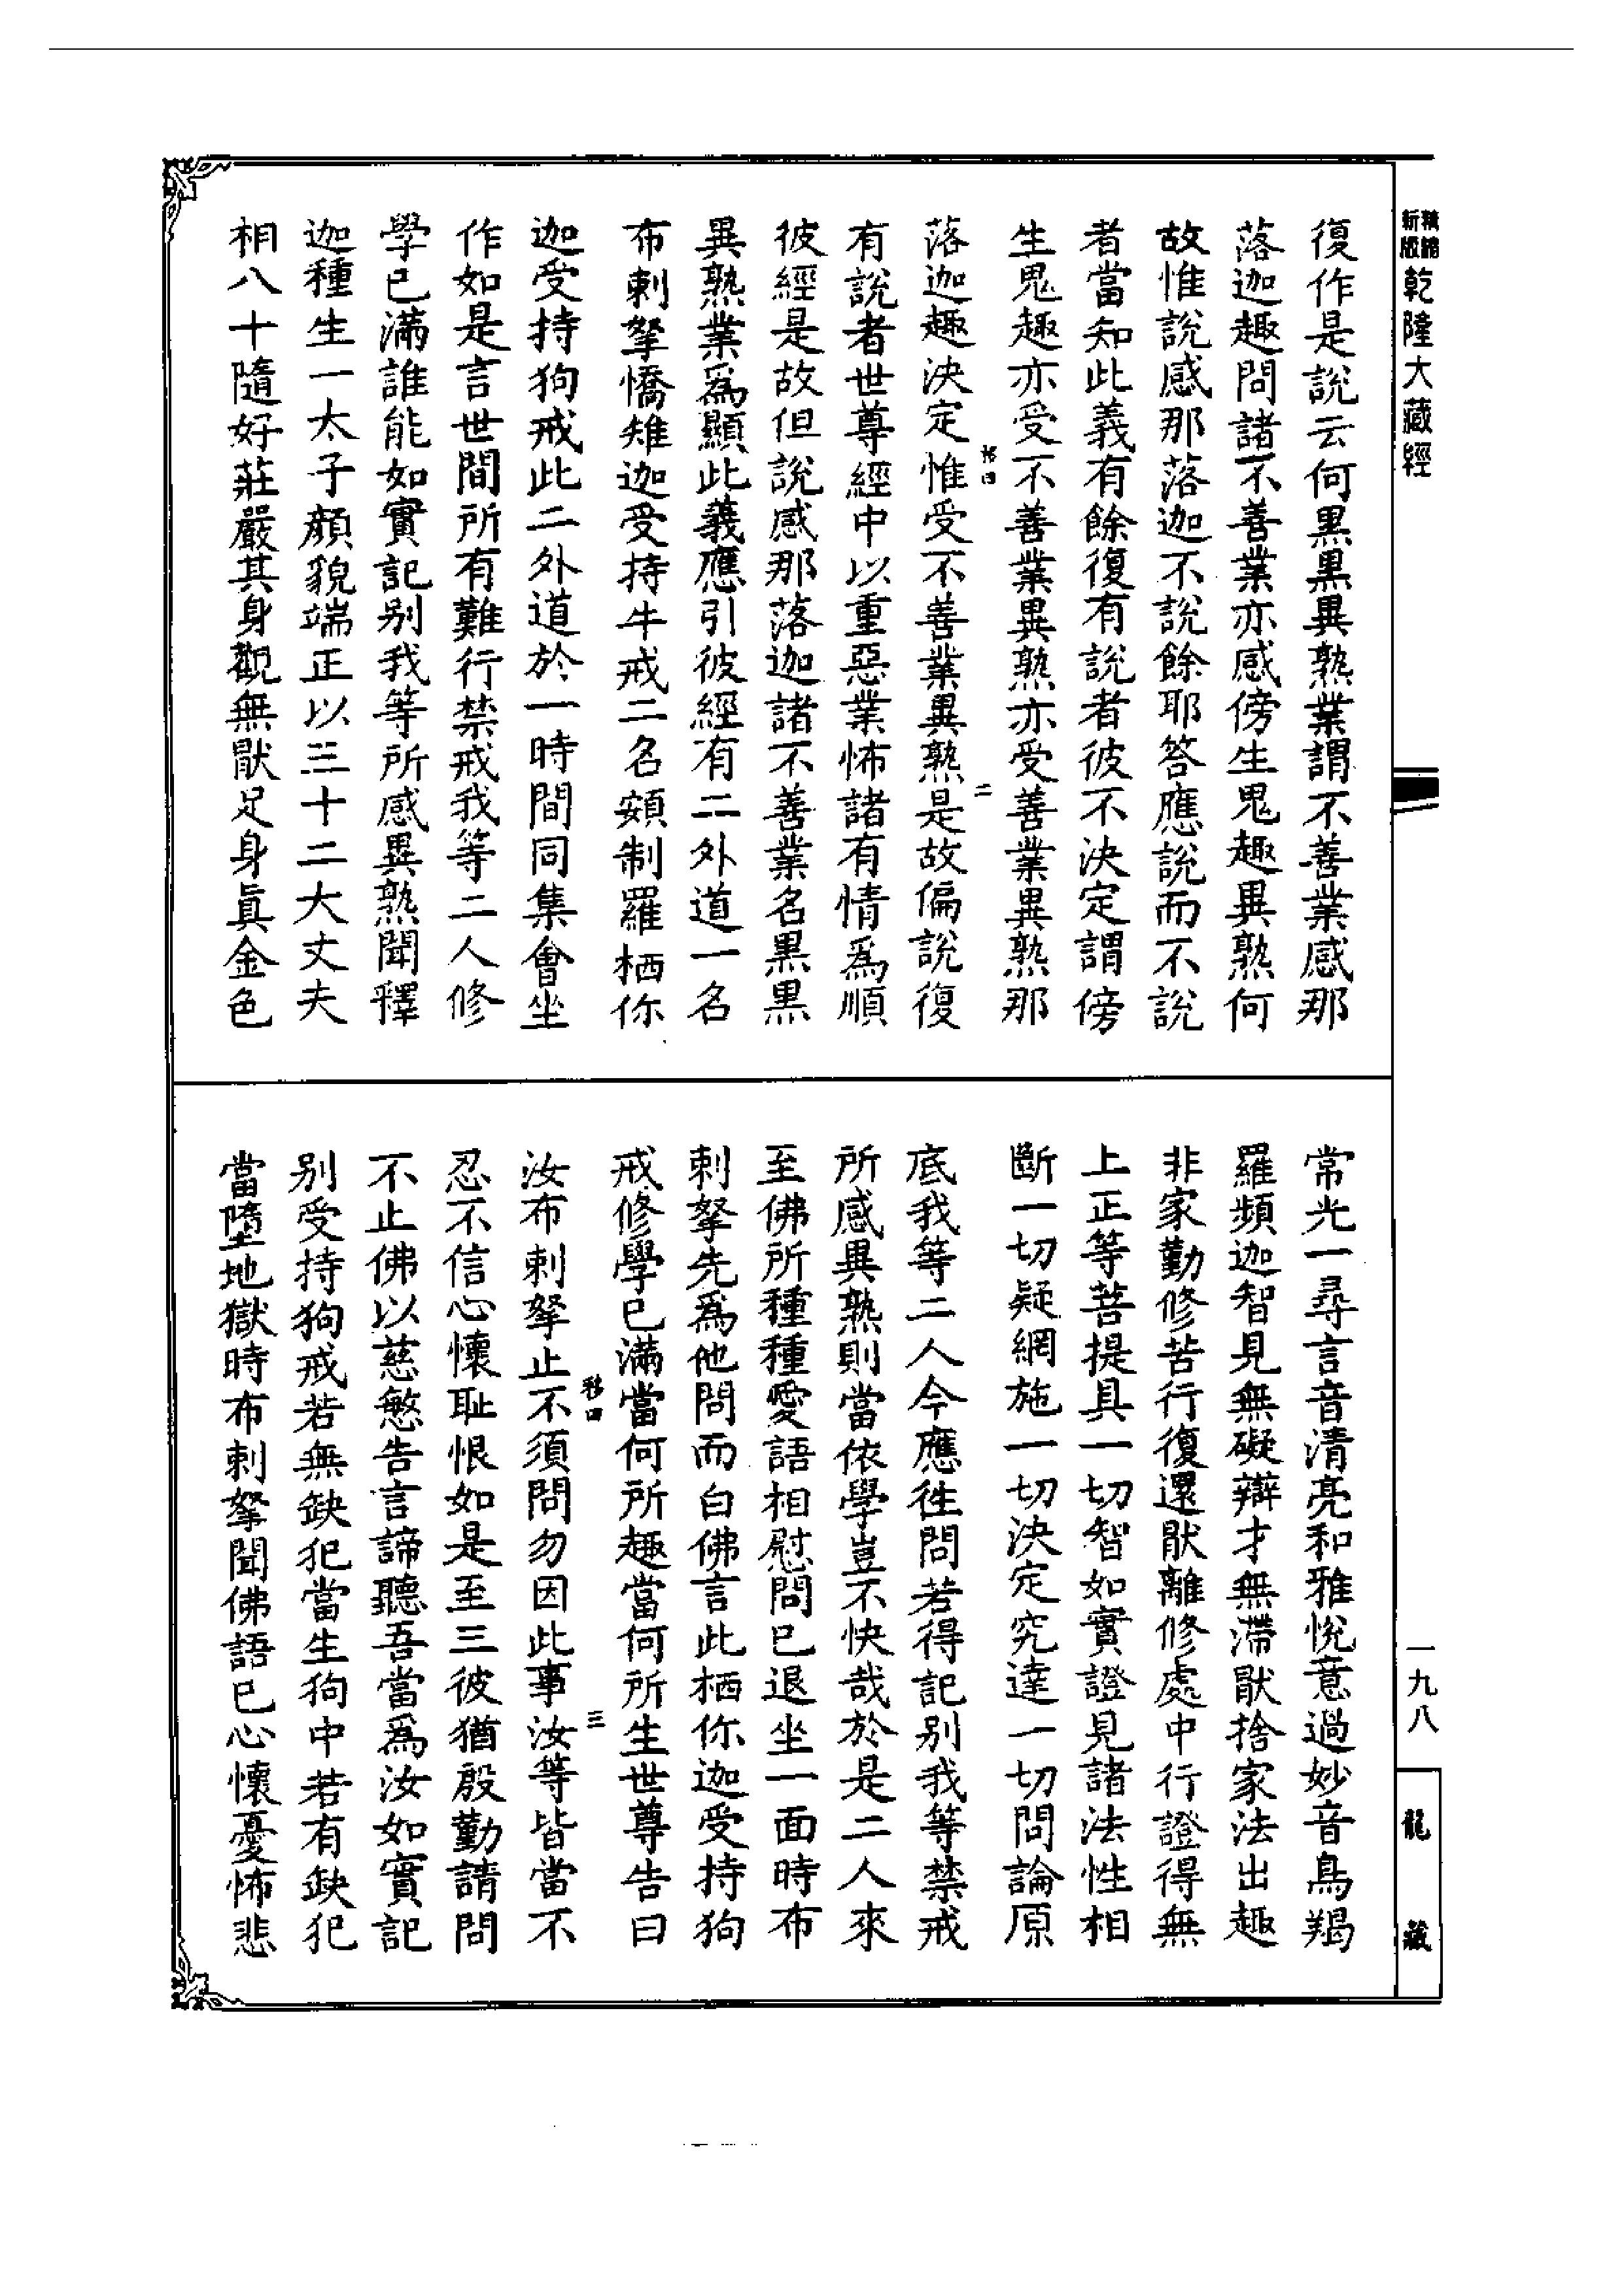 新版 精縮 乾隆大藏經
復作是說云何黑黑異熟業謂不善業感那
落迦趣問諸不善業亦感傍生鬼趣異熟何
故惟說感那落迦不說餘耶答應說而不說
者當知此義有餘復有說者彼不決定謂傍
生鬼趣亦受不善業異熟亦受善業異熟那
落迦趣決定惟受不善業異熟是故偏說復
有說者世尊經中以重惡業怖諸有情爲順
彼經是故但說感那落迦諸不善業名黑黑
異熟業爲顯此義應引彼經有二外道一名
布剌拏憍雉迦受持牛戒二名頞制羅栖你
迦受持狗戒此二外道於一時間同集會坐
作如是言世間所有難行禁戒我等二人修
學已滿誰能如實記別我等所感異熟聞釋
迦種生一太子顏貌端正以三十二大丈夫
相八十隨好莊嚴其身觀無猒足身眞金色
常光一尋言音清亮和雅悅意過妙音鳥羯
羅頻迦智見無礙辯才無滯猒捨家法出趣
非家勤修苦行復還猒離修處中行證得無
上正等菩提具一切智如實證見諸法性相
斷一切疑網施一切決定究達一切問論原
底我等二人今應徃問若得記別我等禁戒
所感異熟則當依學豈不快哉於是二人來
至佛所種種愛語相慰問已退坐一面時布
剌拏先爲他問而白佛言此栖你迦受持狗
戒修學已滿當何所趣當何所生世尊告曰
汝布剌拏止不須問勿因此事汝等皆當不
忍不信心懷恥恨如是至三彼猶殷勤請問
不止佛以慈愍告言諦聽吾當爲汝如實記
別受持狗戒若無缺犯當生狗中若有缺犯
當墮地獄時布剌拏聞佛語已心懷憂怖悲
二
移四
三
一九八
龍藏